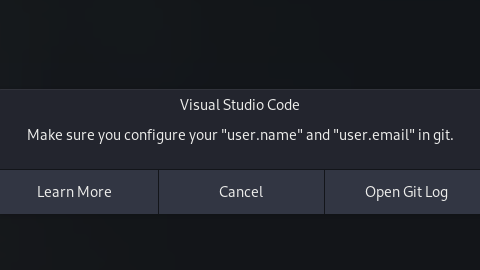 Visual Studio Code
Make sure you configure your "user.name" and "user.email" in git.
Learn More
Cancel
Open Git Log